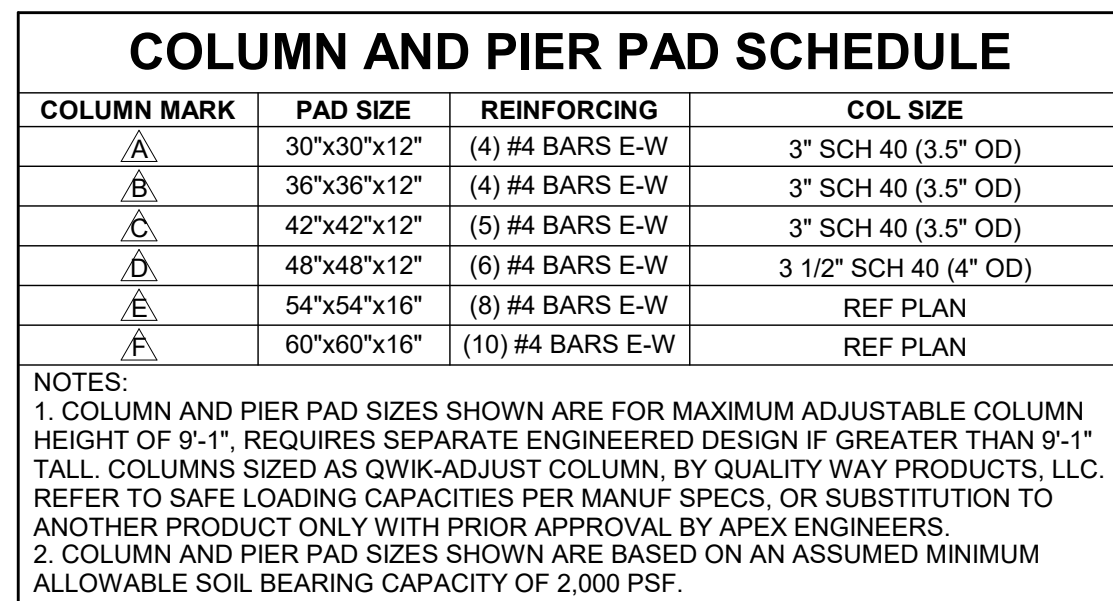 COLUMN AND PIER PAD SCHEDULE
COLUMN MARK PAD SIZE REINFORCING COL SIZE
A 30"x30"x12" (4) #4 BARS E-W 3" SCH 40 (3.5" OD)
B 36"x36"x12" (4) #4 BARS E-W 3" SCH 40 (3.5" OD)
C 42"x42"x12" (5) #4 BARS E-W 3" SCH 40 (3.5" OD)
D 48"x48"x12" (6) #4 BARS E-W 3 1/2" SCH 40 (4" OD)
E 54"x54"x16" (8) #4 BARS E-W REF PLAN
F 60"x60"x16" (10) #4 BARS E-W REF PLAN
NOTES:
1. COLUMN AND PIER PAD SIZES SHOWN ARE FOR MAXIMUM ADJUSTABLE COLUMN
HEIGHT OF 9'-1", REQUIRES SEPARATE ENGINEERED DESIGN IF GREATER THAN 9'-1"
TALL. COLUMNS SIZED AS QWIK-ADJUST COLUMN, BY QUALITY WAY PRODUCTS, LLC.
REFER TO SAFE LOADING CAPACITIES PER MANUF SPECS, OR SUBSTITUTION TO
ANOTHER PRODUCT ONLY WITH PRIOR APPROVAL BY APEX ENGINEERS.
2. COLUMN AND PIER PAD SIZES SHOWN ARE BASED ON AN ASSUMED MINIMUM
ALLOWABLE SOIL BEARING CAPACITY OF 2,000 PSF.